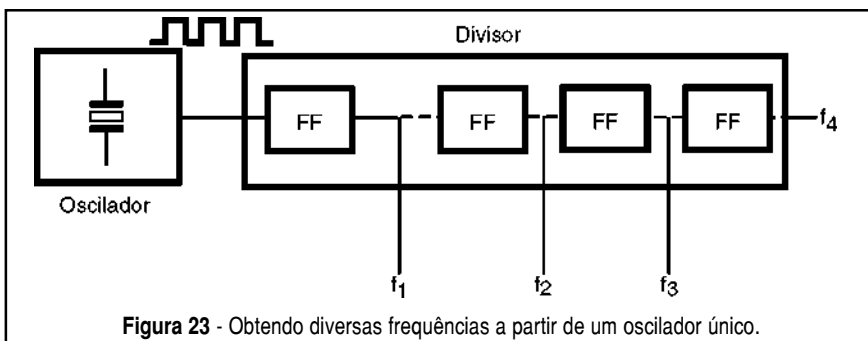 Divisor
FF
FF
FF
FF
f4
Oscilador
f1
f2
f3
Figura 23 - Obtendo diversas frequências a partir de um oscilador único.